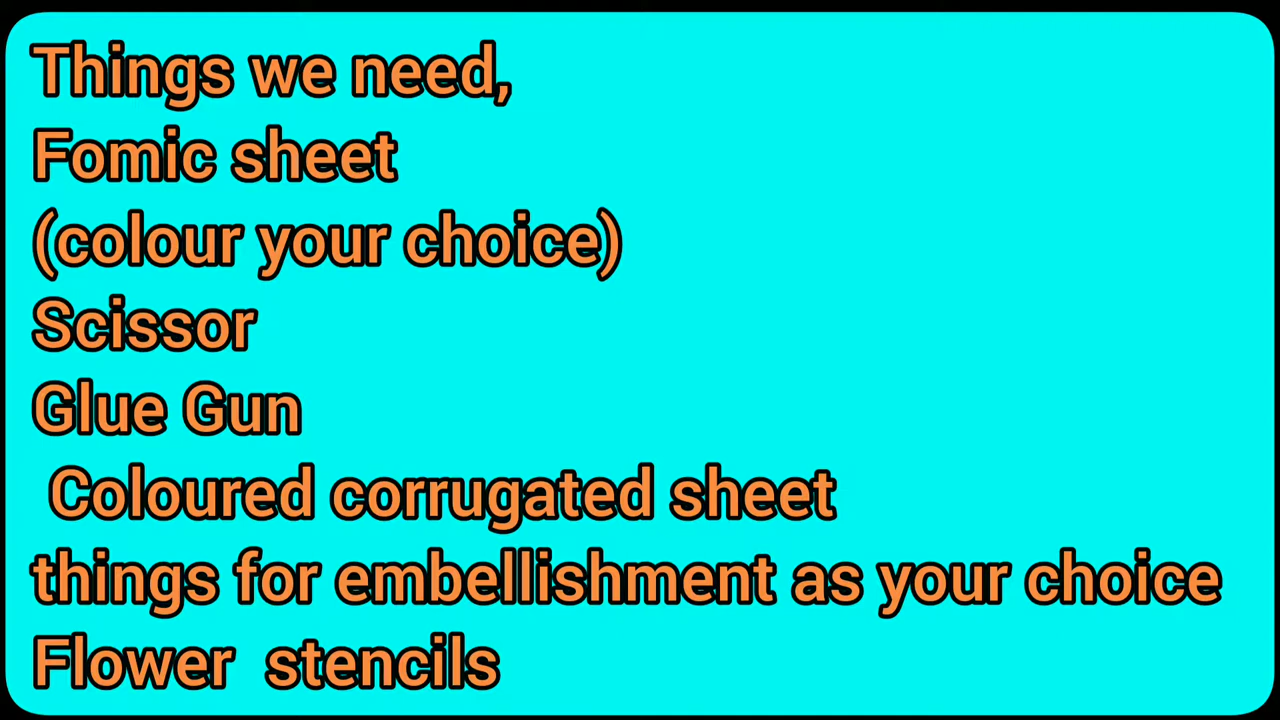 Things we need,
Fomic sheet
(colour your choice)
Scissor
Glue Gun
Coloured corrugated sheet
things for embellishment as your choice
Flower stencils